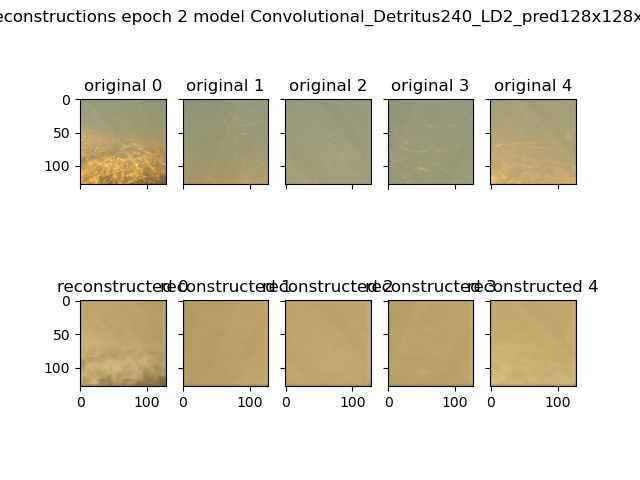 econstructions epoch 2 model Convolutional_Detritus240_LD2_pred128x128x
original 0 original 1 original 2 original 3 original 4
0
50
100
reconstructed 0 reconstructed 1 reconstructed 2 reconstructed 3 reconstructed 4
0
50
100
0 100 0 100 0 100 0 100 0 100